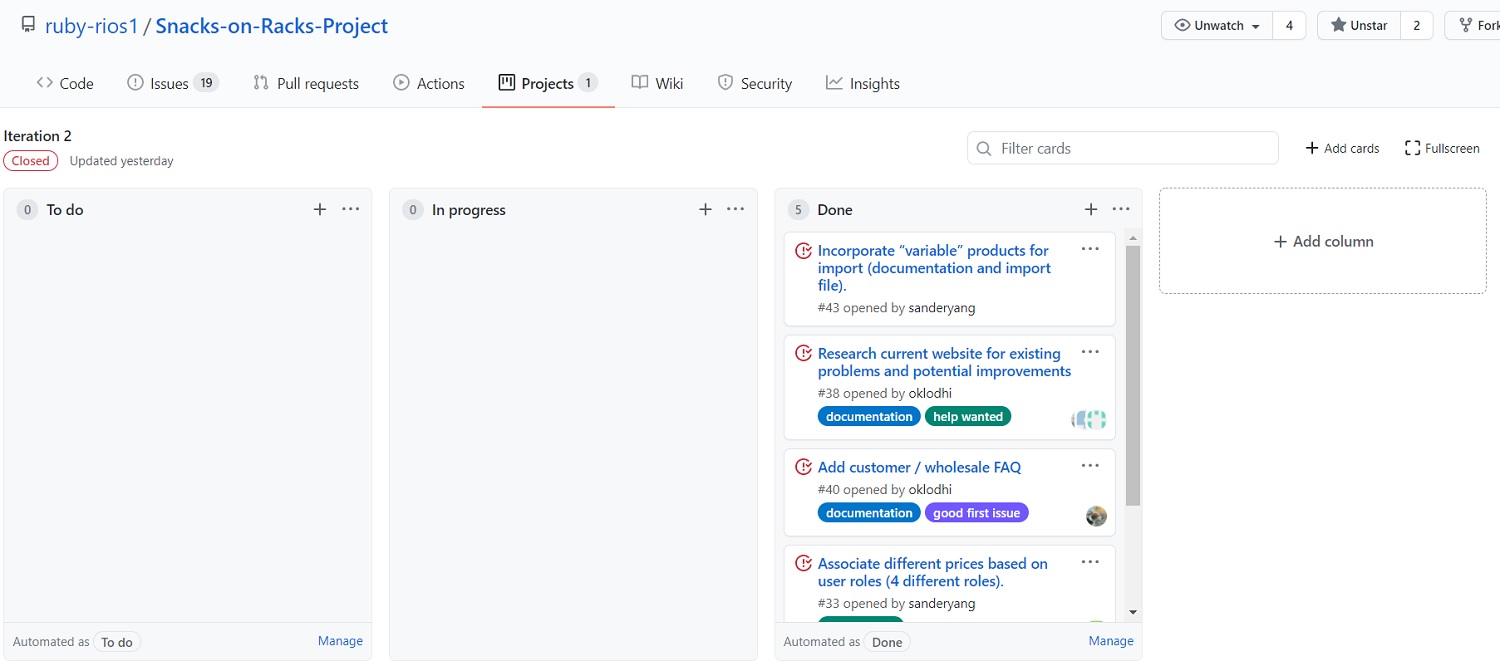 ruby-rios1 / Snacks-on-Racks-Project
Unwatch 4
Unstar 2
Fork
Code
Issues 19
Pull requests
Actions
Projects 1
Wiki
Security
Insights
Iteration 2
Closed Updated yesterday
Filter cards
Add cards
Fullscreen
0 To do
Automated as To do
Manage
0 In progress
5 Done
Incorporate “variable” products for
import (documentation and import
file).
#43 opened by sanderyang
Research current website for existing
problems and potential improvements
#38 opened by oklodhi
documentation help wanted
Add customer / wholesale FAQ
#40 opened by oklodhi
documentation good first issue
Associate different prices based on
user roles (4 different roles).
#33 opened by sanderyang
Automated as Done
Manage
Add column